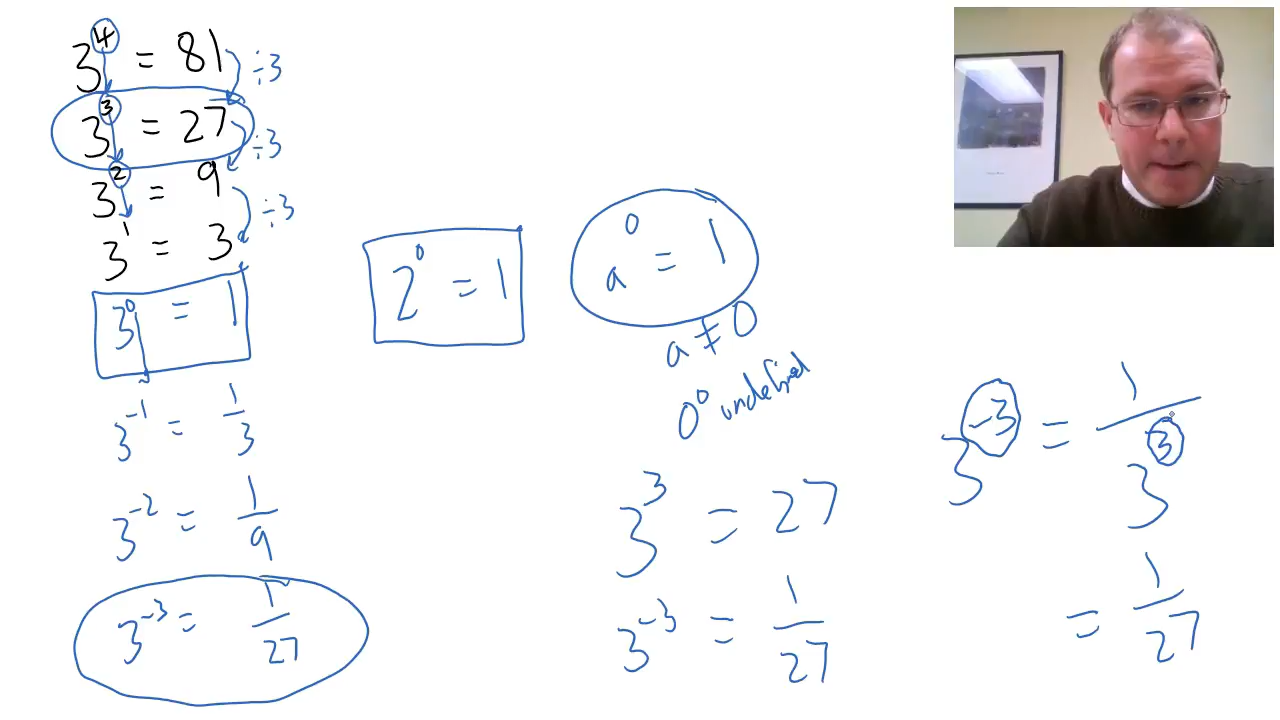 3⁴ = 81
÷3
3³ = 27
÷3
3² = 9
÷3
3¹ = 3
3⁰ = 1
3⁻¹ = 1/3
3⁻² = 1/9
3⁻³ = 1/27
2⁰ = 1
a⁰ = 1
a ≠ 0
0⁰ undefined
3³ = 27
3⁻³ = 1/27
3⁻³ = 1/3³
= 1/27